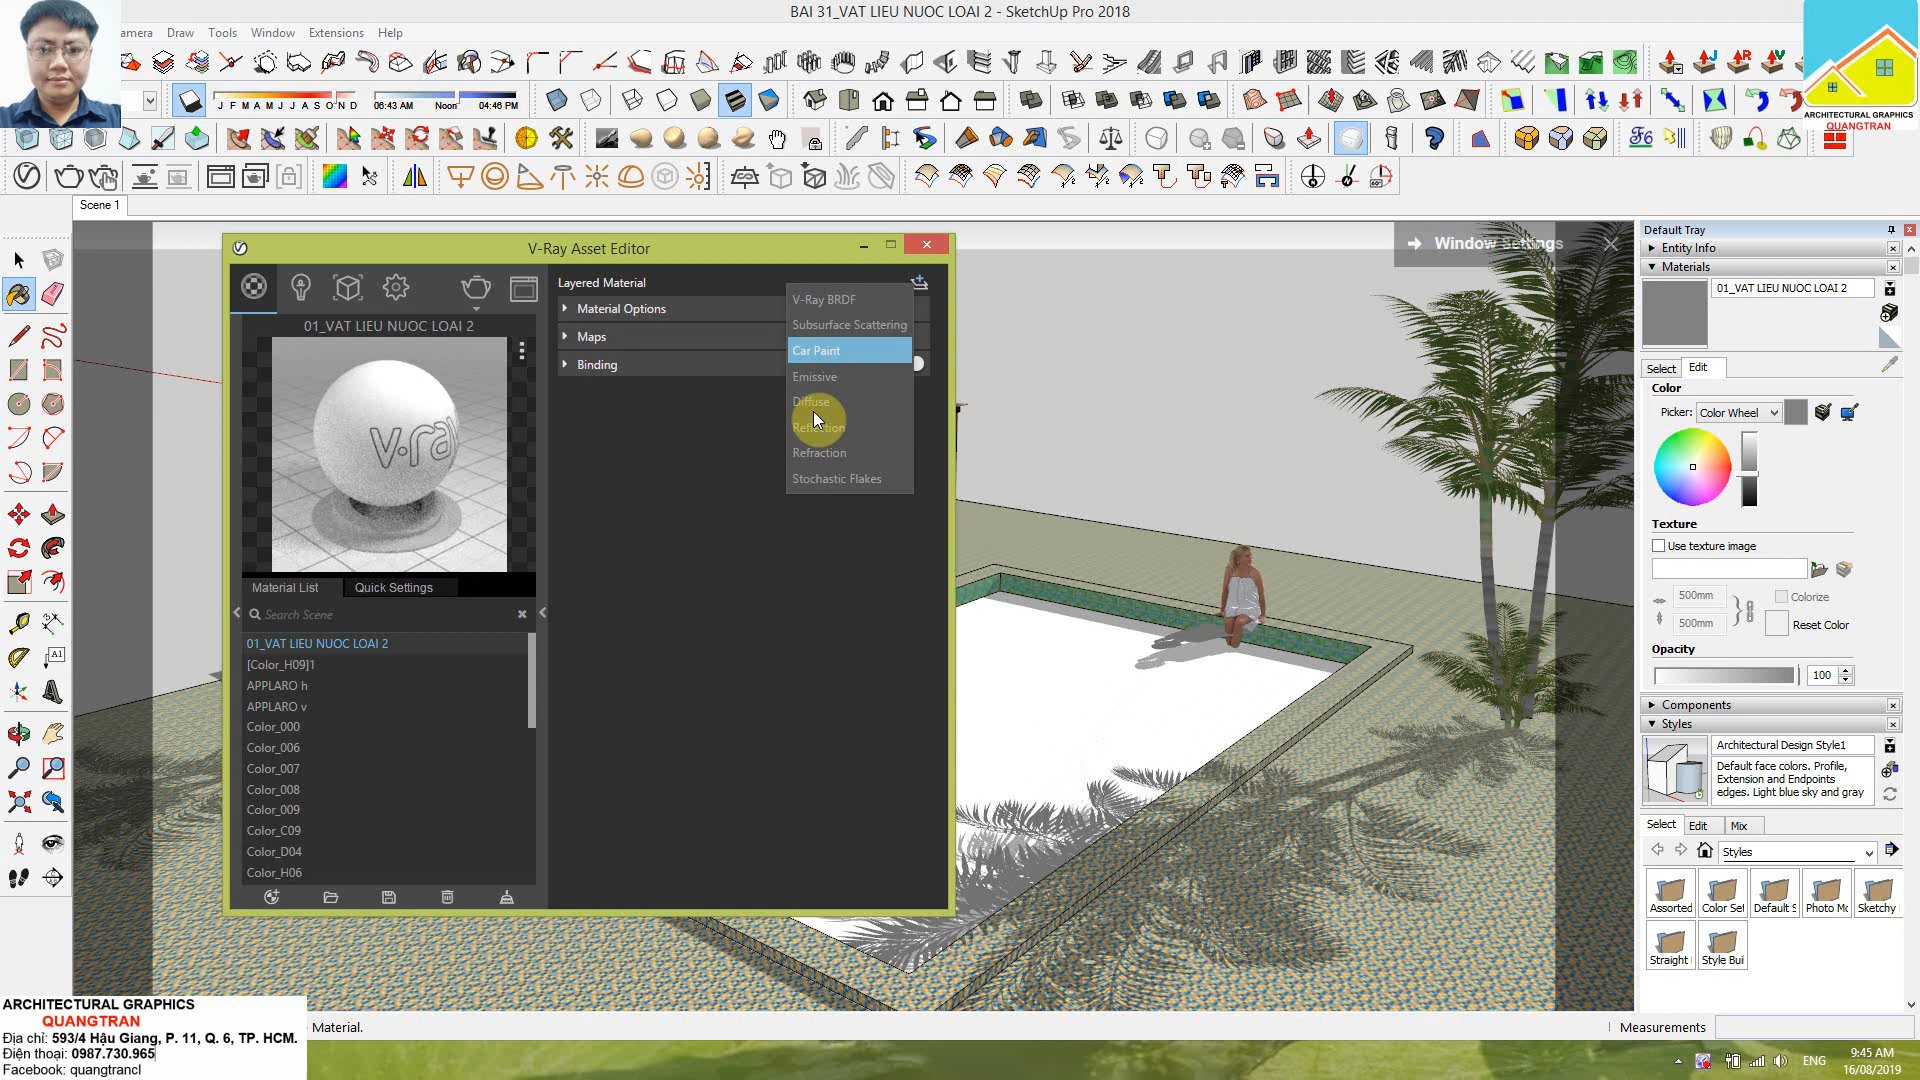 BAI 31_VAT LIEU NUOC LOAI 2 - SketchUp Pro 2018
amera Draw Tools Window Extensions Help
J F M A M J J A S O N D
06:43 AM Noon 04:46 PM
ARCHITECTURAL GRAPHICS
QUANGTRAN
Scene 1
V-Ray Asset Editor
01_VAT LIEU NUOC LOAI 2
v-ray
Material List
Quick Settings
Search Scene
01_VAT LIEU NUOC LOAI 2
[Color_H09]1
APPLARO h
APPLARO v
Color_000
Color_006
Color_007
Color_008
Color_009
Color_C09
Color_D04
Color_H06
Layered Material
Material Options
Maps
Binding
V-Ray BRDF
Subsurface Scattering
Car Paint
Emissive
Diffuse
Reflection
Refraction
Stochastic Flakes
Window Settings
Default Tray
Entity Info
Materials
01_VAT LIEU NUOC LOAI 2
Select
Edit
Color
Picker: Color Wheel
Texture
Use texture image
500mm
Colorize
500mm
Reset Color
Opacity
100
Components
Styles
Architectural Design Style1
Default face colors. Profile,
Extension and Endpoints
edges. Light blue sky and gray
Select Edit Mix
Styles
Assorted
Color Set
Default S
Photo Mo
Sketchy
Straight
Style Buil
ARCHITECTURAL GRAPHICS
QUANGTRAN
Địa chỉ: 593/4 Hậu Giang, P. 11, Q. 6, TP. HCM.
Điện thoại: 0987.730.965
Facebook: quangtrancl
Material.
Measurements
ENG
9:45 AM
16/08/2019